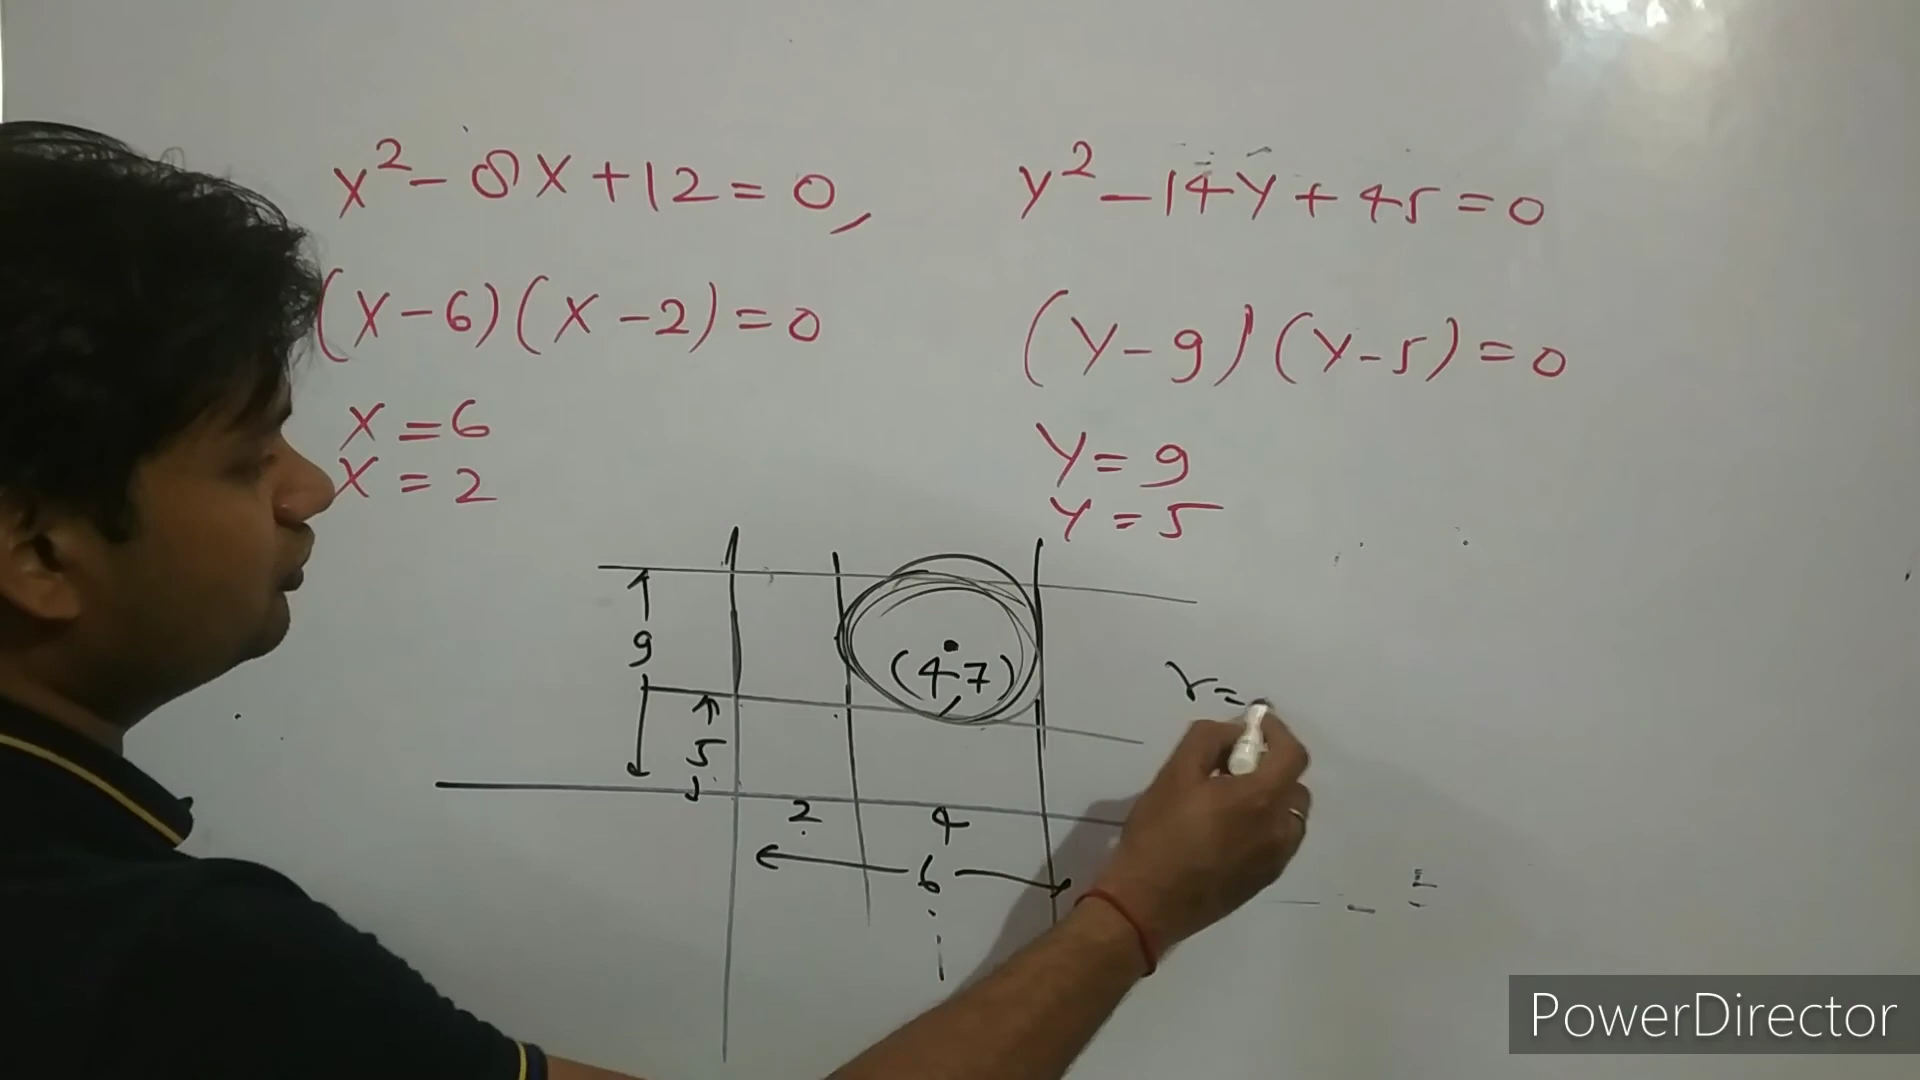 x² - 8x + 12 = 0, y² - 14y + 45 = 0
(x - 6)(x - 2) = 0 (y - 9)(y - 5) = 0
x = 6 y = 9
x = 2 y = 5
9
(4,7)
r =
5
2 4
6
PowerDirector